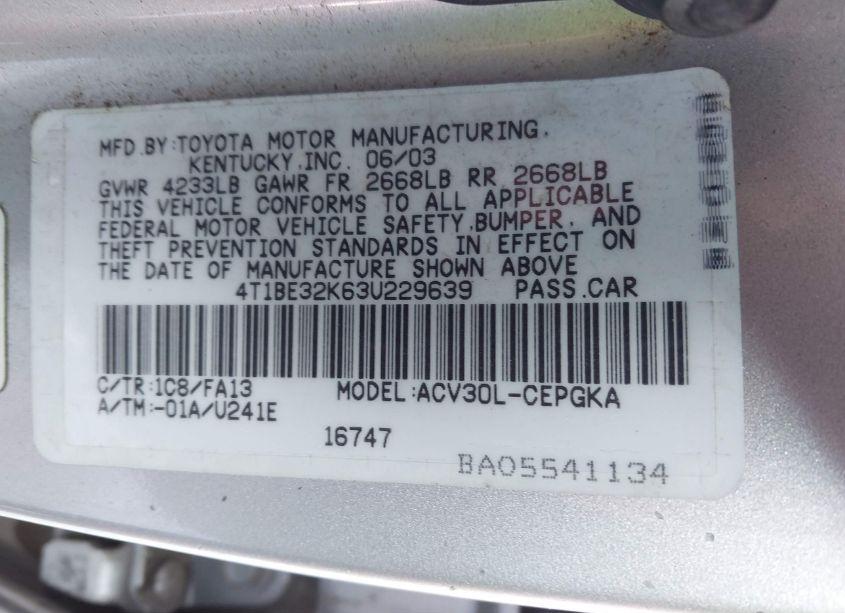 MFD.BY:TOYOTA MOTOR MANUFACTURING,
KENTUCKY,INC. 06/03
GVWR 4233LB GAWR FR 2668LB RR 2668LB
THIS VEHICLE CONFORMS TO ALL APPLICABLE
FEDERAL MOTOR VEHICLE SAFETY,BUMPER, AND
THEFT PREVENTION STANDARDS IN EFFECT ON
THE DATE OF MANUFACTURE SHOWN ABOVE
4T1BE32K63U229639 PASS.CAR
C/TR:1C8/FA13 MODEL:ACV30L-CEPGKA
A/TM:-01A/U241E
16747
BA05541134